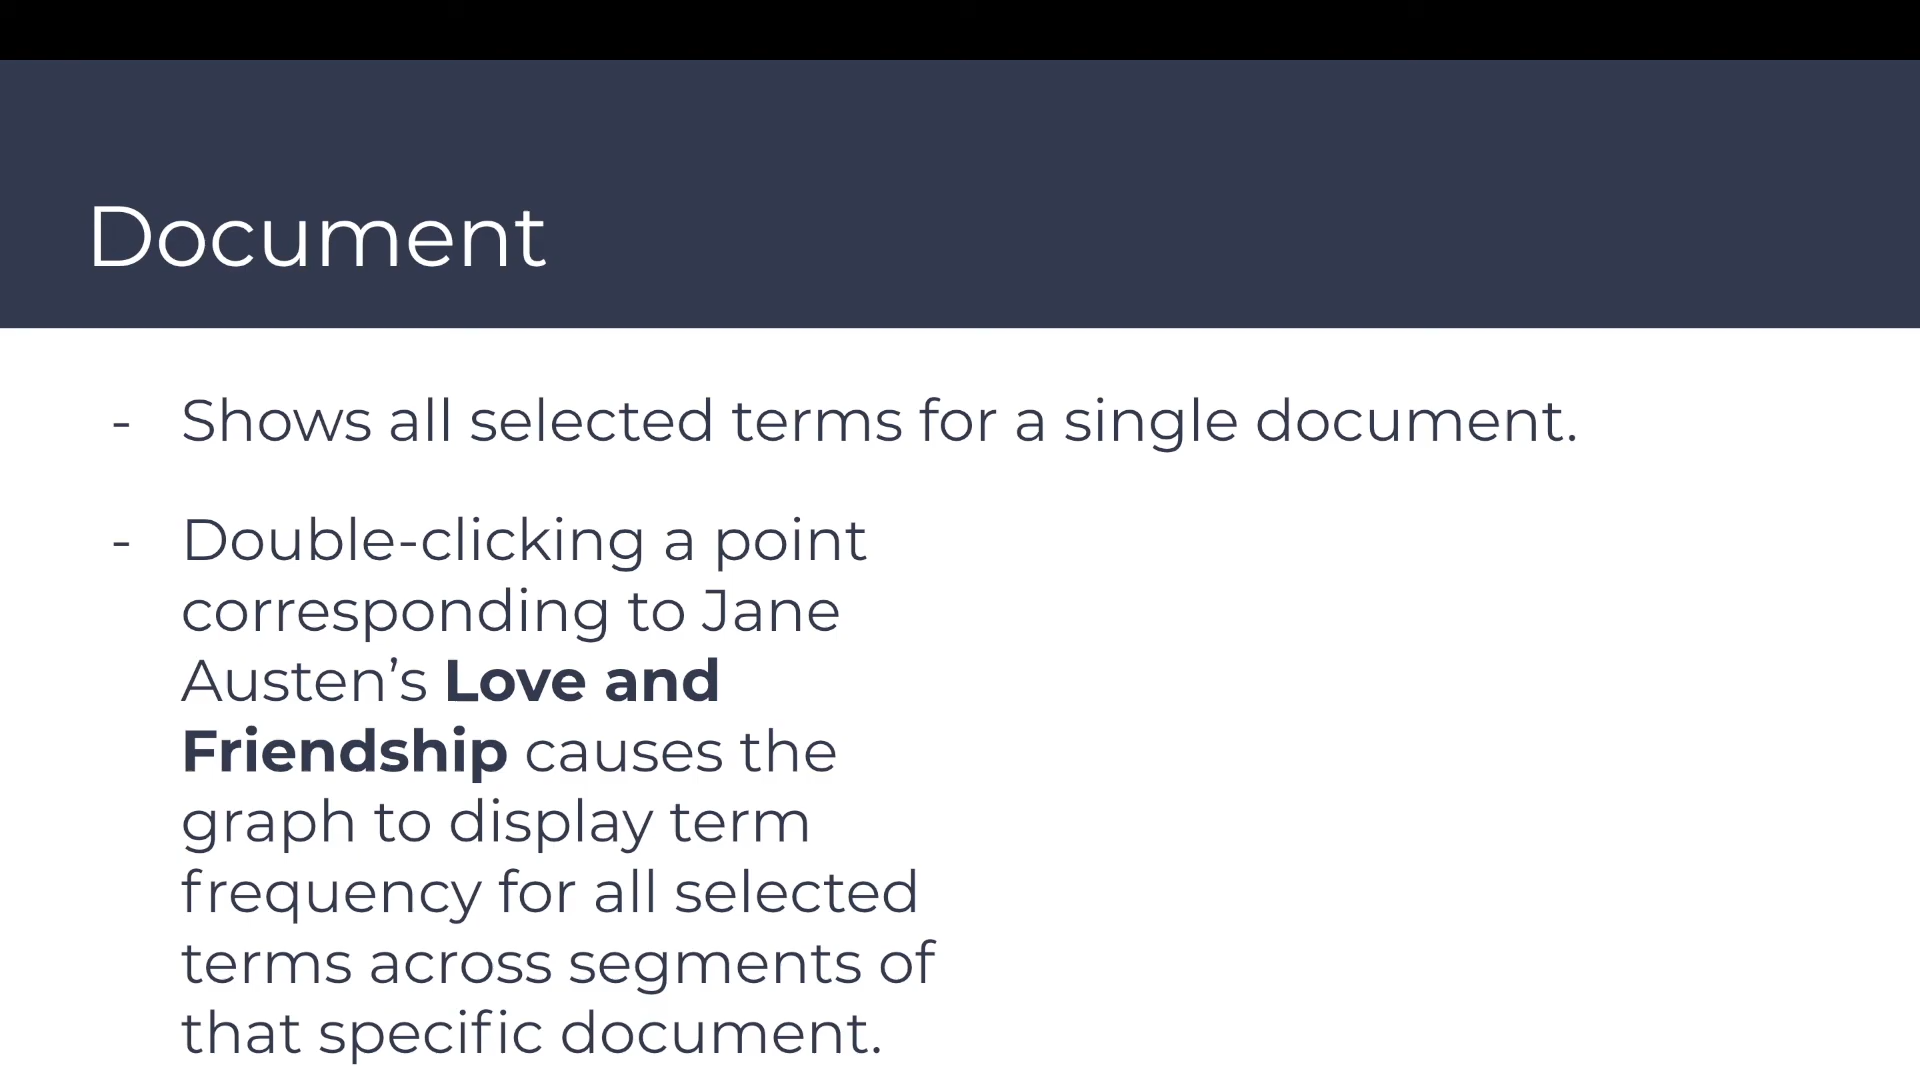 Document
- Shows all selected terms for a single document.
- Double-clicking a point
corresponding to Jane
Austen’s Love and
Friendship causes the
graph to display term
frequency for all selected
terms across segments of
that specific document.